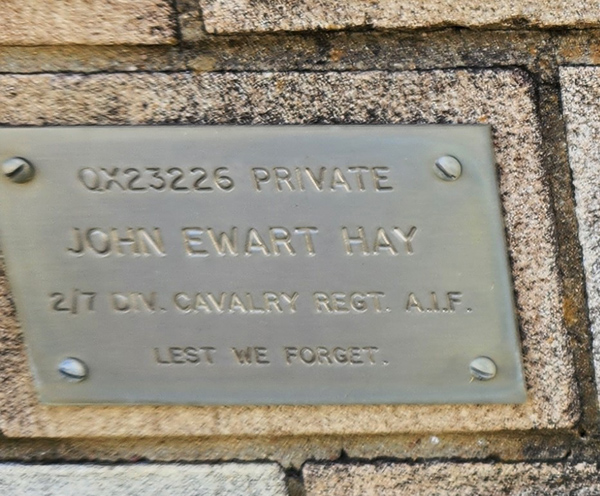 QX23226 PRIVATE
JOHN EWART HAY
2/7 DIV. CAVALRY REGT. A.I.F.
LEST WE FORGET.